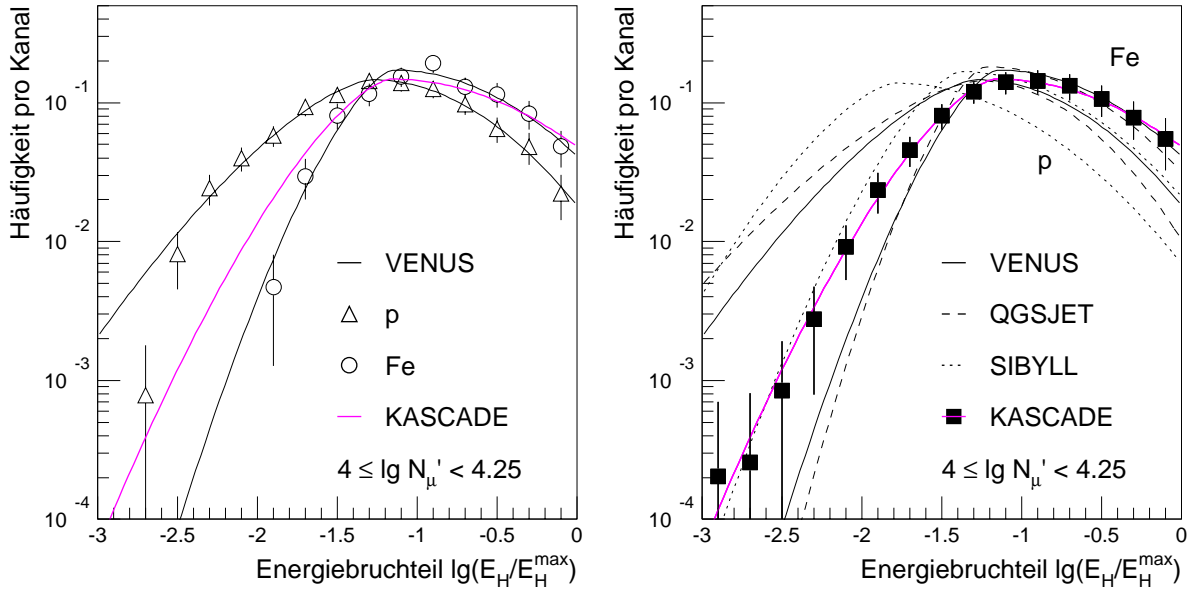 Häufigkeit pro Kanal
10^-1
10^-2
10^-3
10^-4
VENUS
p
Fe
KASCADE
4 ≤ lg N_μ' < 4.25
-3 -2.5 -2 -1.5 -1 -0.5 0
Energiebruchteil lg(E_H/E_H^max)
Häufigkeit pro Kanal
10^-1
10^-2
10^-3
10^-4
Fe
p
VENUS
QGSJET
SIBYLL
KASCADE
4 ≤ lg N_μ' < 4.25
-3 -2.5 -2 -1.5 -1 -0.5 0
Energiebruchteil lg(E_H/E_H^max)